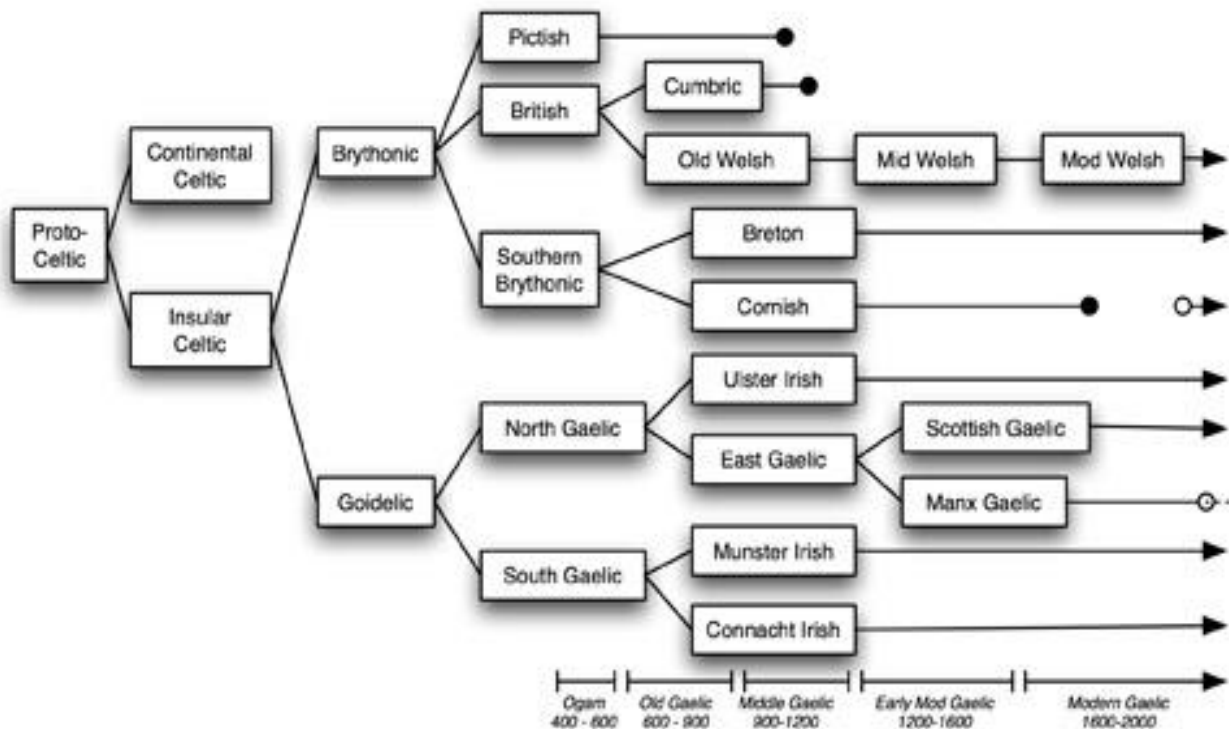 Pictish
Cumbric
British
Continental
Celtic
Brythonic
Old Welsh
Mid Welsh
Mod Welsh
Proto-
Celtic
Breton
Southern
Brythonic
Insular
Celtic
Cornish
Ulster Irish
North Gaelic
Scottish Gaelic
East Gaelic
Goidelic
Manx Gaelic
Munster Irish
South Gaelic
Connacht Irish
Ogam
400 - 600
Old Gaelic
600 - 900
Middle Gaelic
900-1200
Early Mod Gaelic
1200-1600
Modern Gaelic
1600-2000